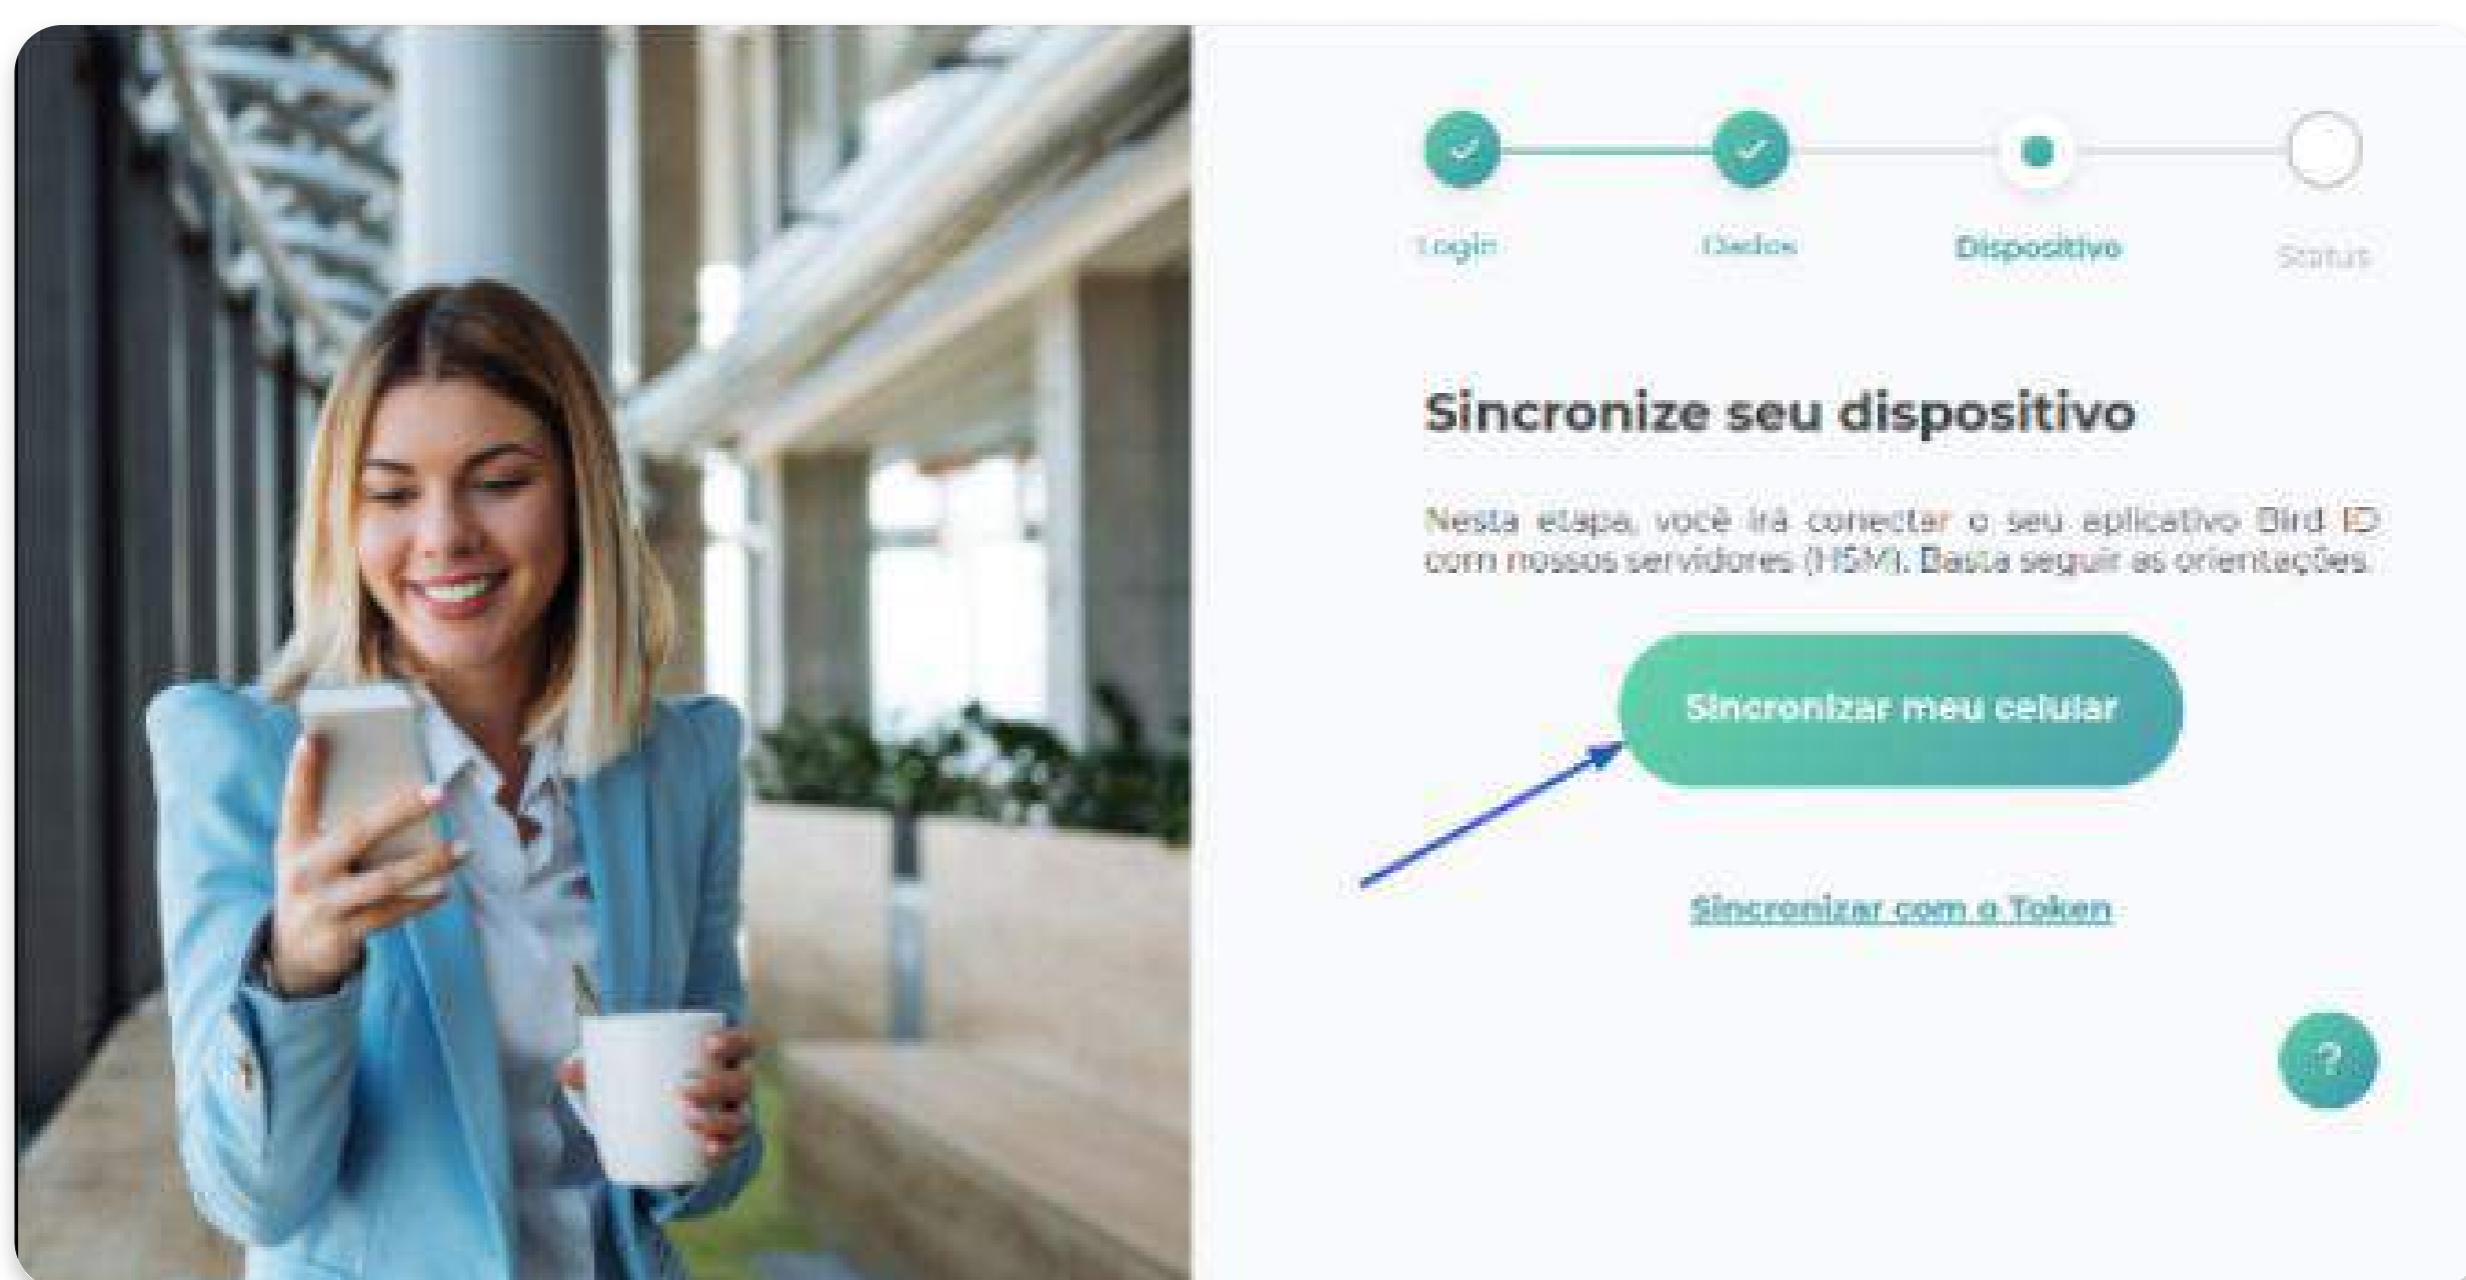 Login
Dados
Dispositivo
Status
Sincronize seu dispositivo
Nesta etapa, você irá conectar o seu aplicativo Bird ID
com nossos servidores (HSM). Basta seguir as orientações.
Sincronizar meu celular
Sincronizar com o Token
?